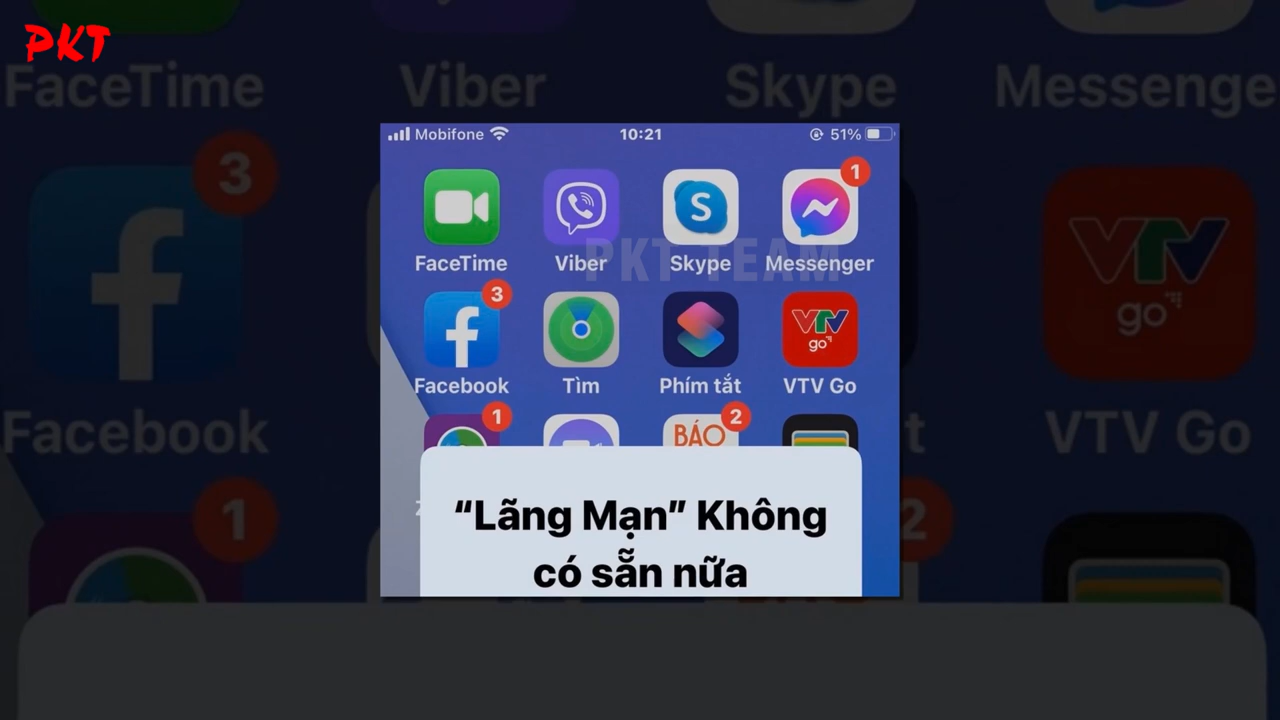 PKT
FaceTime Viber Skype Messenge
Mobifone 10:21 51%
1
S
FaceTime Viber Skype Messenger
PKT TEAM
3
3
VTV
go
VTV
go
Facebook Tìm Phím tắt VTV Go
Facebook t VTV Go
1
2
BÁO
1
2
“Lãng Mạn” Không
có sẵn nữa